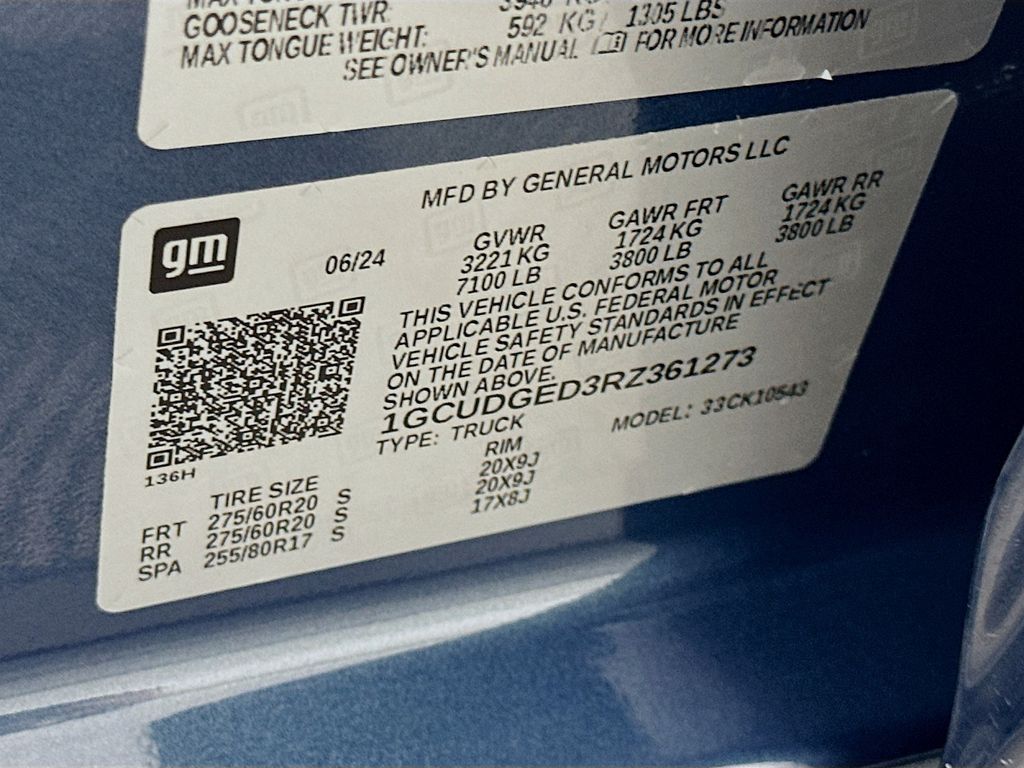 GOOSENECK TWR:
MAX TONGUE WEIGHT: 592 KG/ 1305 LBS
SEE OWNER'S MANUAL FOR MORE INFORMATION
MFD BY GENERAL MOTORS LLC
gm
06/24
GVWR GAWR FRT GAWR RR
3221 KG 1724 KG 1724 KG
7100 LB 3800 LB 3800 LB
THIS VEHICLE CONFORMS TO ALL
APPLICABLE U.S. FEDERAL MOTOR
VEHICLE SAFETY STANDARDS IN EFFECT
ON THE DATE OF MANUFACTURE
SHOWN ABOVE.
1GCUDGED3RZ361273
TYPE: TRUCK MODEL: 33CK10543
136H
TIRE SIZE RIM
FRT 275/60R20 S 20X9J
RR 275/60R20 S 20X9J
SPA 255/80R17 S 17X8J